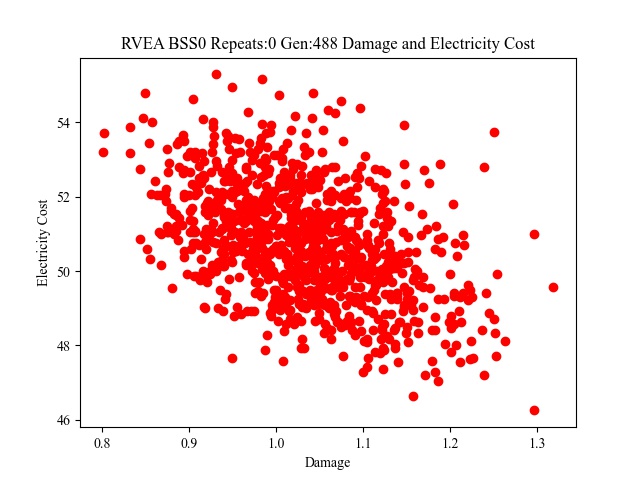 RVEA BSS0 Repeats:0 Gen:488 Damage and Electricity Cost
54
52
50
48
46
Electricity Cost
0.8 0.9 1.0 1.1 1.2 1.3
Damage